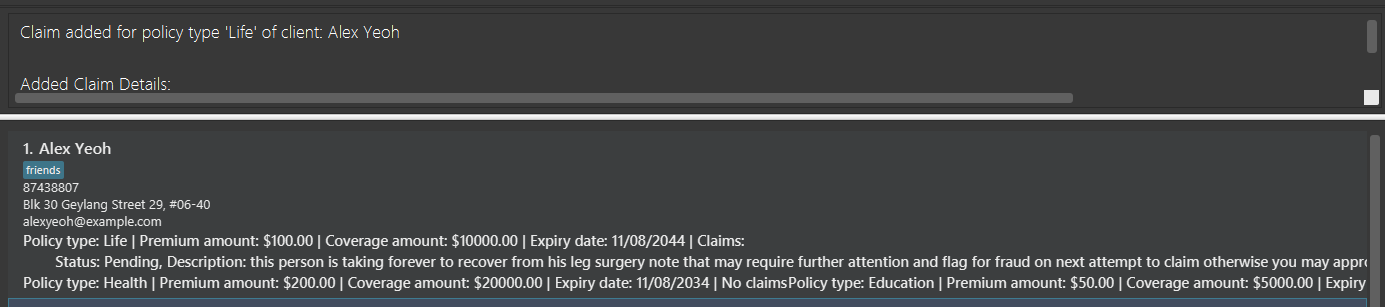 Claim added for policy type 'Life' of client: Alex Yeoh
Added Claim Details:
1. Alex Yeoh
friends
87438807
Blk 30 Geylang Street 29, #06-40
alexyeoh@example.com
Policy type: Life | Premium amount: $100.00 | Coverage amount: $10000.00 | Expiry date: 11/08/2044 | Claims:
Status: Pending, Description: this person is taking forever to recover from his leg surgery note that may require further attention and flag for fraud on next attempt to claim otherwise you may appro
Policy type: Health | Premium amount: $200.00 | Coverage amount: $20000.00 | Expiry date: 11/08/2034 | No claimsPolicy type: Education | Premium amount: $50.00 | Coverage amount: $5000.00 | Expiry